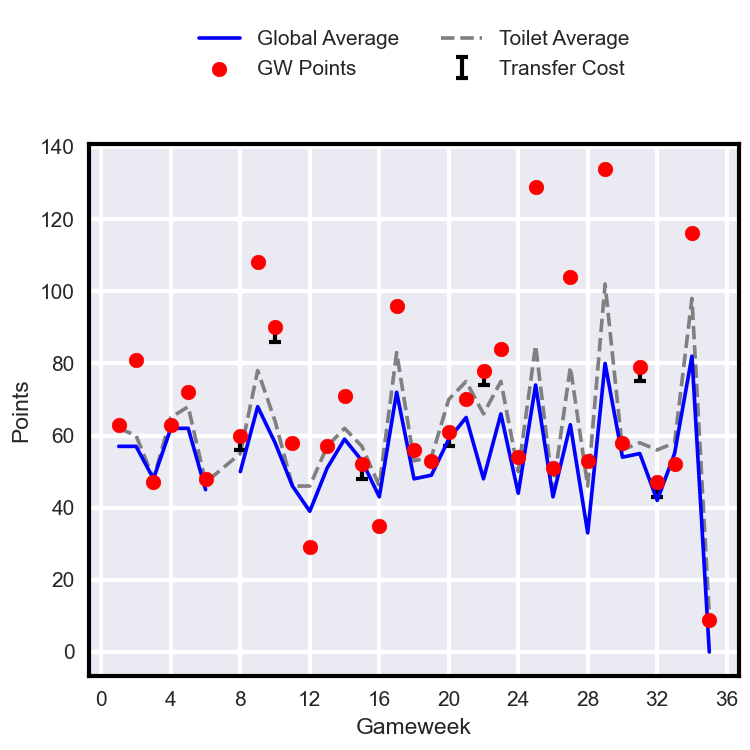 Global Average
Toilet Average
GW Points
Transfer Cost
140
120
100
80
60
40
20
0
Points
0 4 8 12 16 20 24 28 32 36
Gameweek